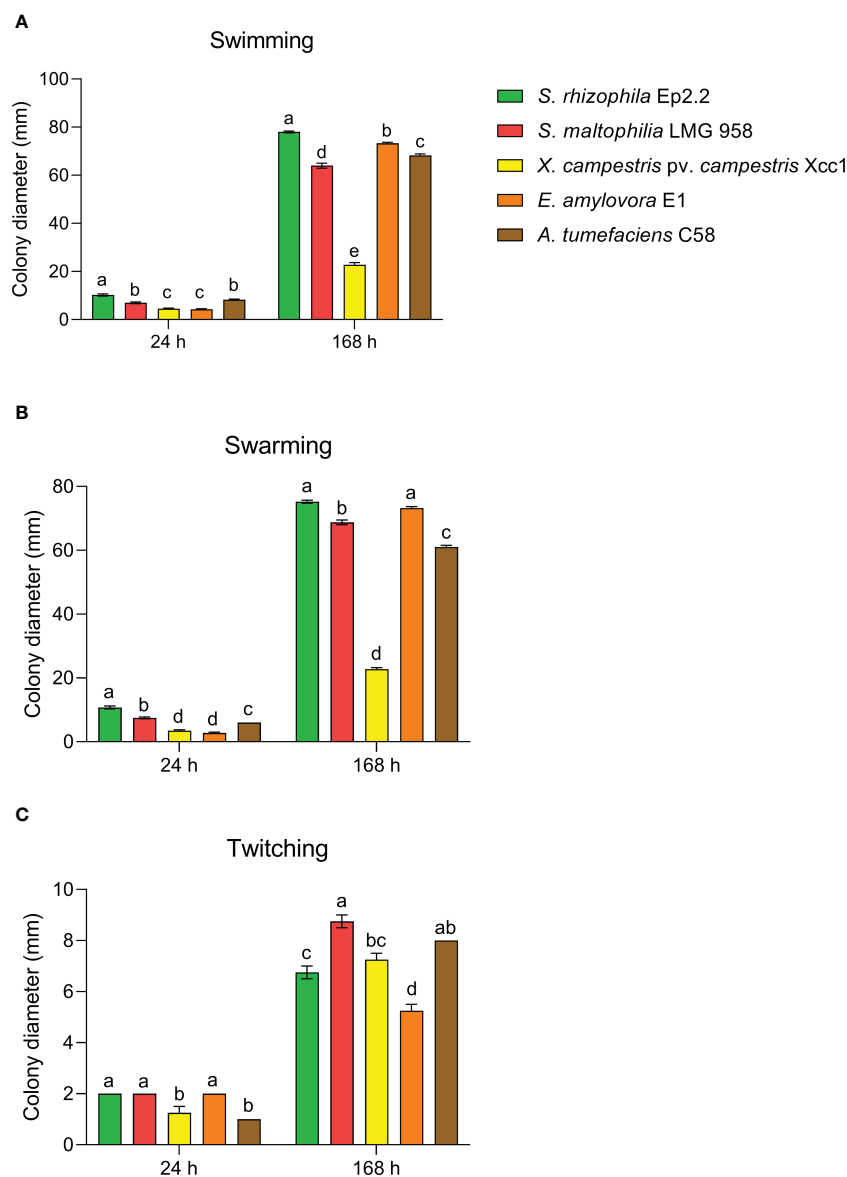 A
Swimming
Colony diameter (mm)
100
80
60
40
20
0
a
b
c
c
b
a
d
e
b
c
24 h
168 h
S. rhizophila Ep2.2
S. maltophilia LMG 958
X. campestris pv. campestris Xcc1
E. amylovora E1
A. tumefaciens C58
B
Swarming
Colony diameter (mm)
80
60
40
20
0
a
b
d
d
c
a
b
d
a
c
24 h
168 h
C
Twitching
Colony diameter (mm)
10
8
6
4
2
0
a
a
b
a
b
c
a
bc
d
ab
24 h
168 h